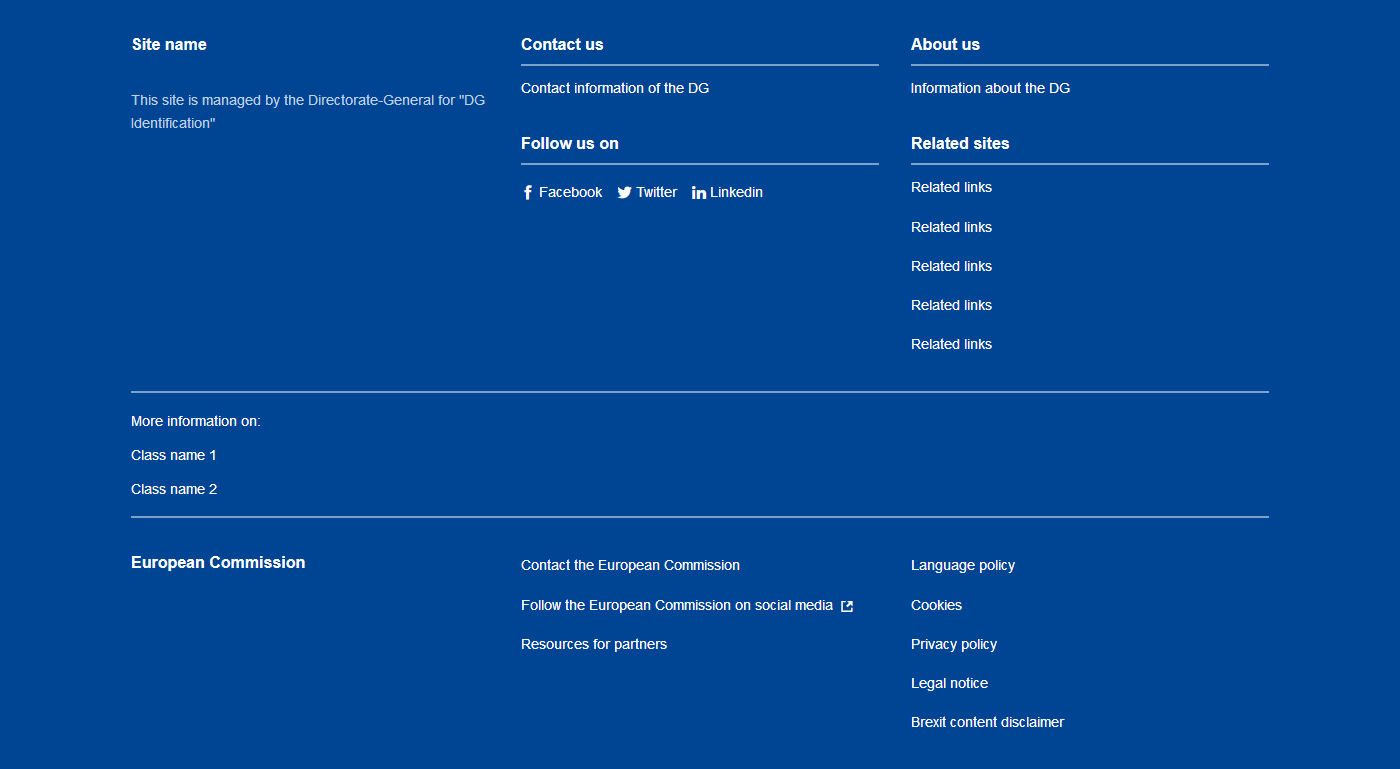 Site name
This site is managed by the Directorate-General for "DG
Identification"
Contact us
Contact information of the DG
Follow us on
Facebook Twitter Linkedin
About us
Information about the DG
Related sites
Related links
Related links
Related links
Related links
Related links
More information on:
Class name 1
Class name 2
European Commission
Contact the European Commission
Follow the European Commission on social media
Resources for partners
Language policy
Cookies
Privacy policy
Legal notice
Brexit content disclaimer